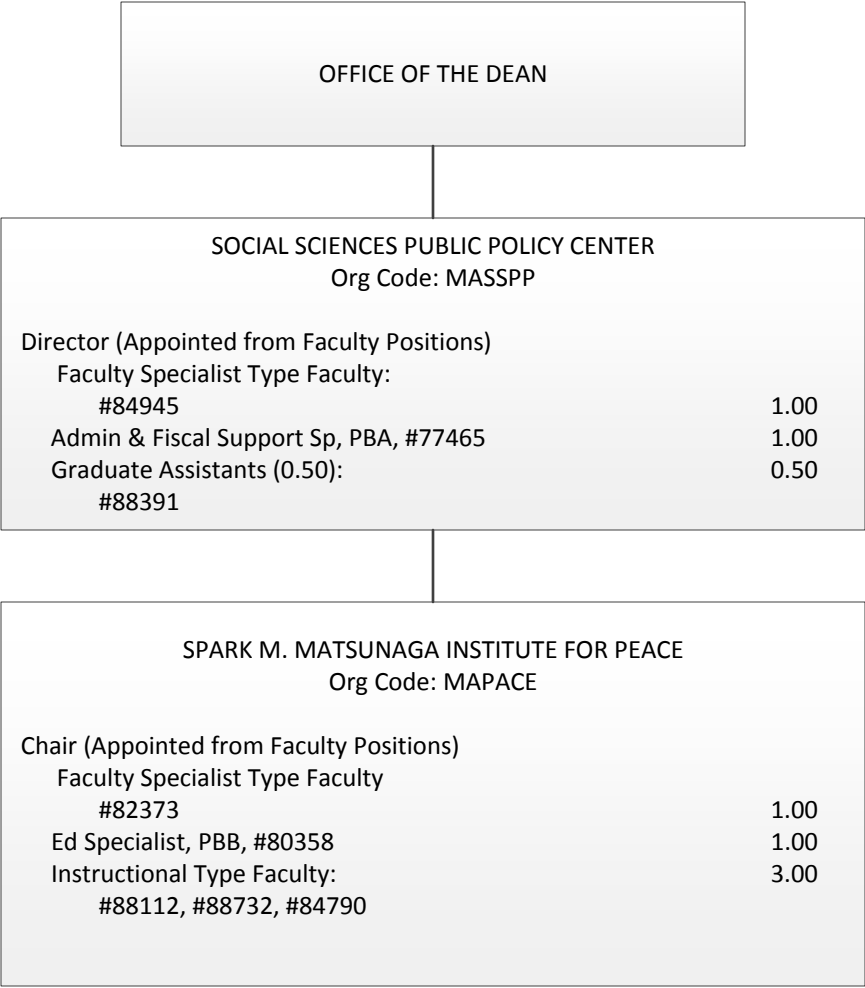 OFFICE OF THE DEAN
SOCIAL SCIENCES PUBLIC POLICY CENTER
Org Code: MASSPP
Director (Appointed from Faculty Positions)
Faculty Specialist Type Faculty:
#84945 1.00
Admin & Fiscal Support Sp, PBA, #77465 1.00
Graduate Assistants (0.50): 0.50
#88391
SPARK M. MATSUNAGA INSTITUTE FOR PEACE
Org Code: MAPACE
Chair (Appointed from Faculty Positions)
Faculty Specialist Type Faculty
#82373 1.00
Ed Specialist, PBB, #80358 1.00
Instructional Type Faculty: 3.00
#88112, #88732, #84790